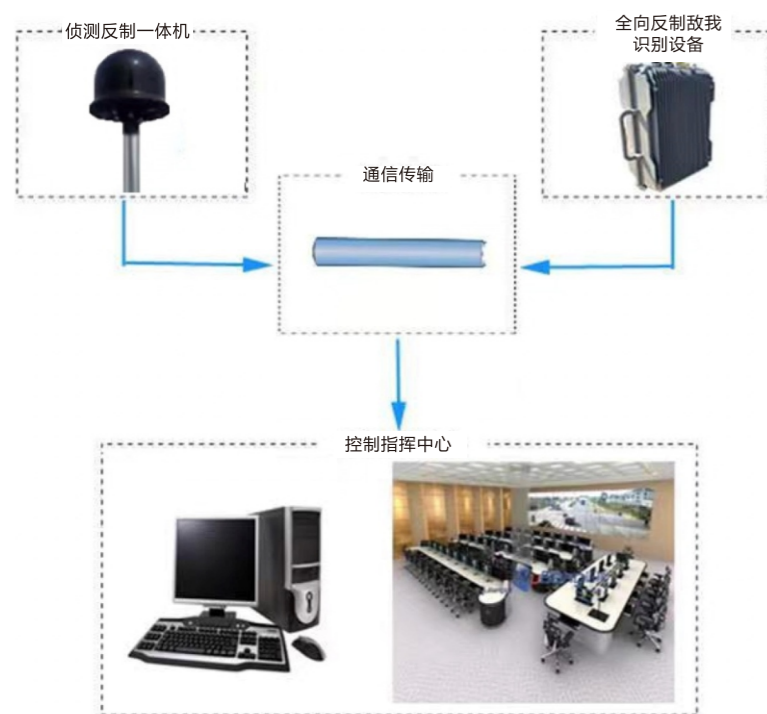 侦测反制一体机
全向反制敌我
识别设备
通信传输
控制指挥中心